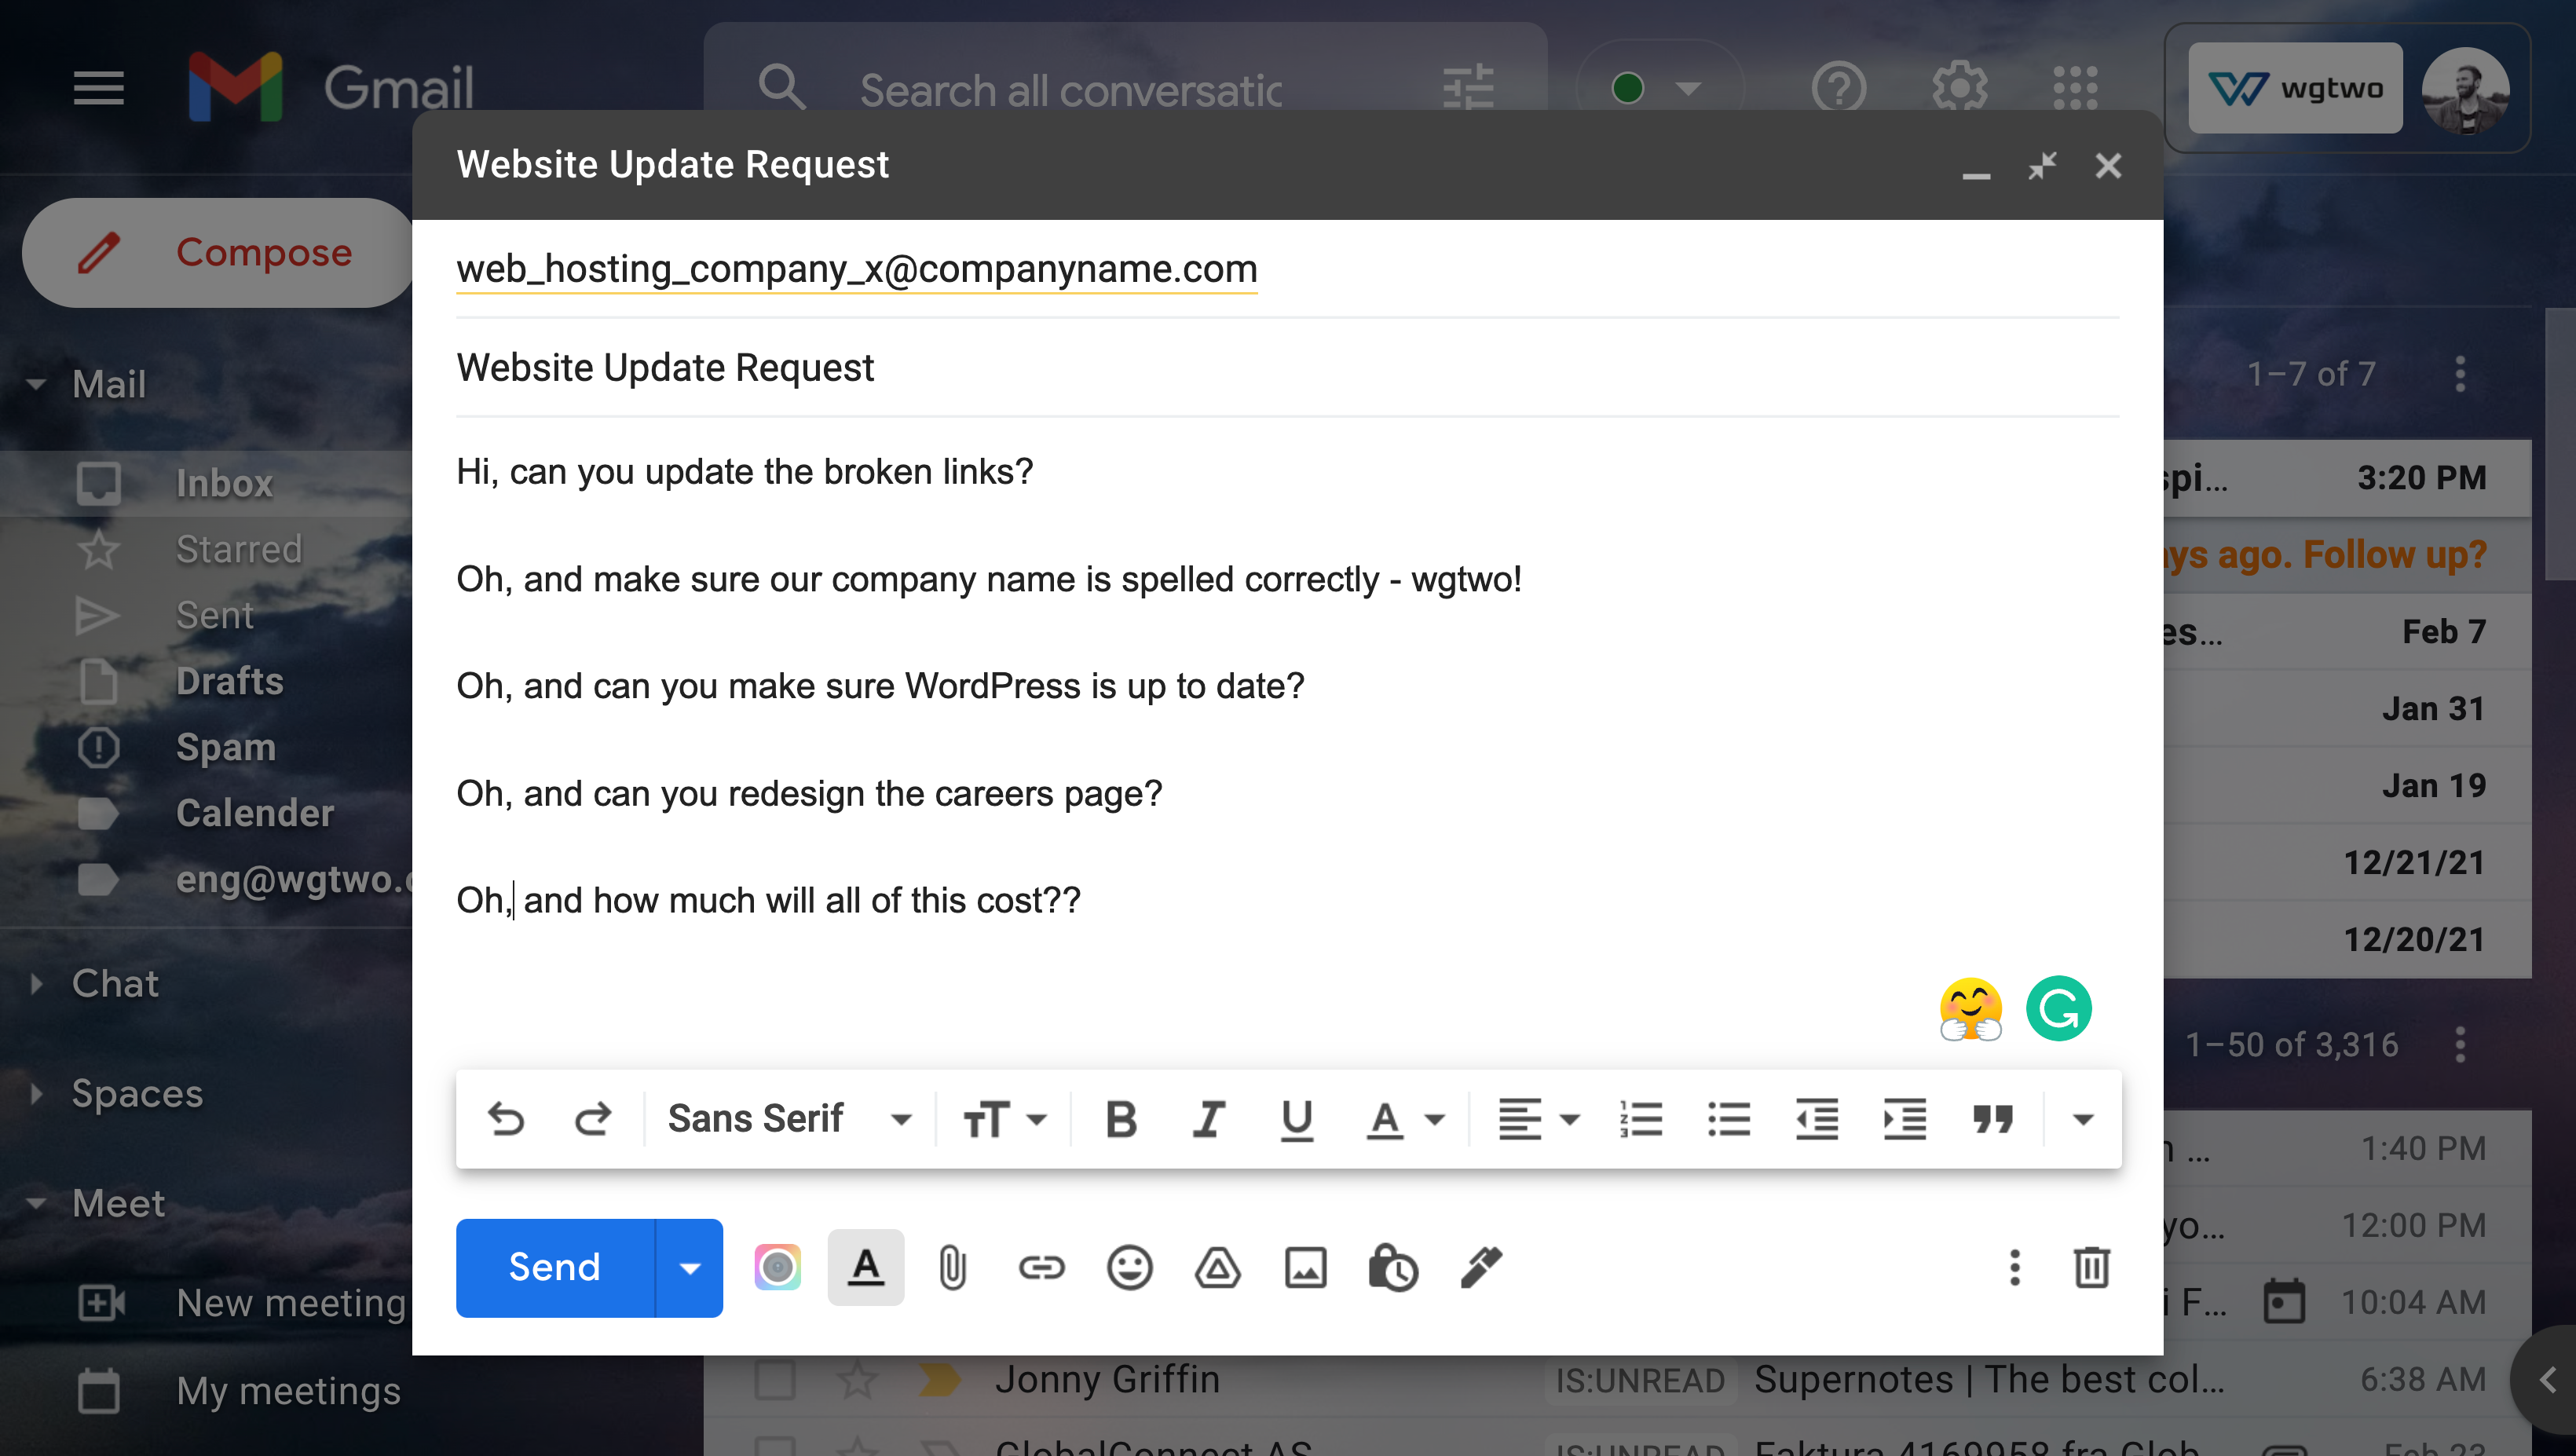 Gmail
Search all conversatic
wgtwo
Website Update Request
Compose
web_hosting_company_x@companyname.com
Website Update Request
Mail
1–7 of 7
Hi, can you update the broken links?
Inbox
spi... 3:20 PM
Starred
ays ago. Follow up?
Oh, and make sure our company name is spelled correctly - wgtwo!
Sent
es... Feb 7
Drafts
Oh, and can you make sure WordPress is up to date?
Jan 31
Spam
Oh, and can you redesign the careers page?
Jan 19
Calender
12/21/21
eng@wgtwo.c
Oh, and how much will all of this cost??
12/20/21
Chat
1–50 of 3,316
Spaces
Sans Serif
1:40 PM
Meet
yo... 12:00 PM
Send
New meeting
i F... 10:04 AM
My meetings
Jonny Griffin IS:UNREAD Supernotes | The best col... 6:38 AM
GlobalConnect AS IS:UNREAD Faktura 4169958 fra Glob Feb 23